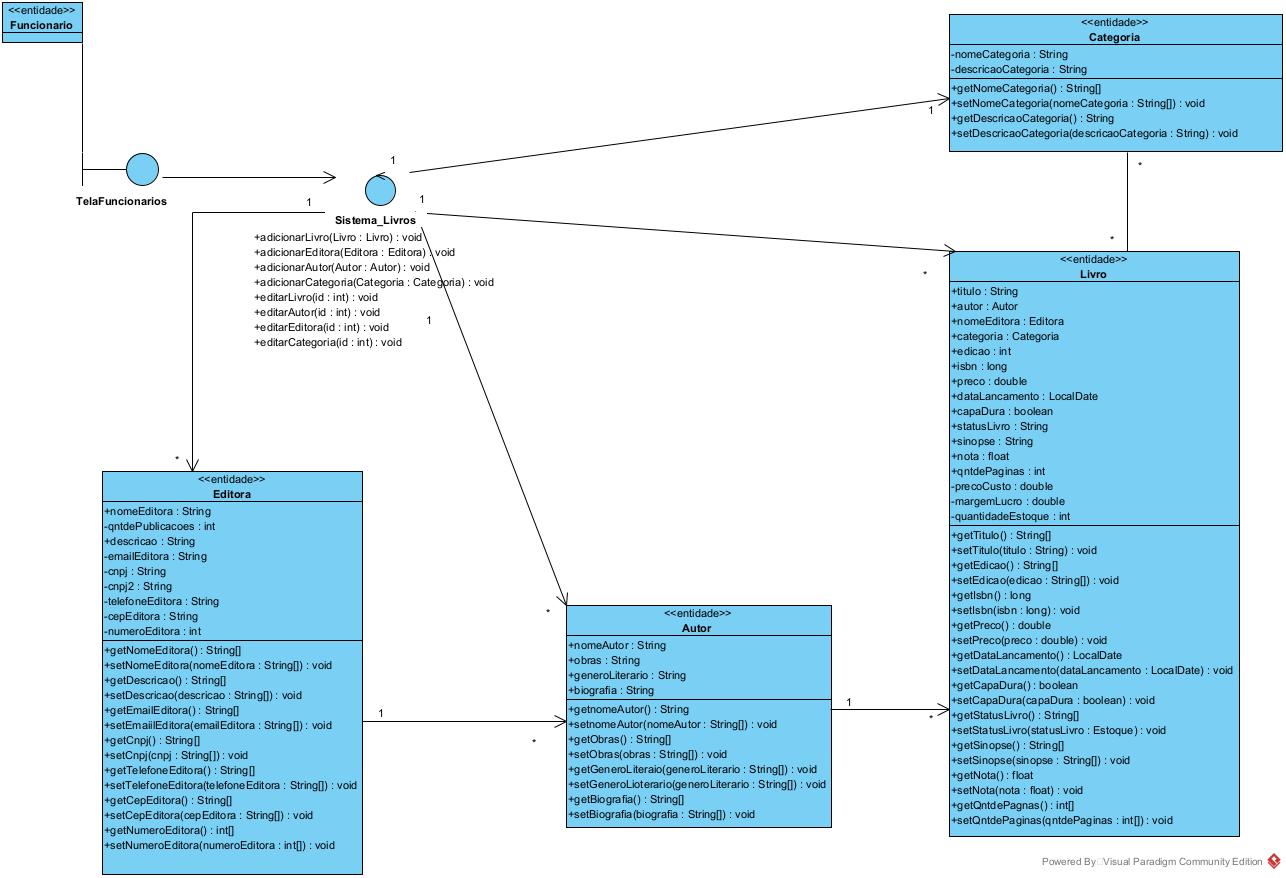 <<entidade>>
Funcionario
TelaFuncionarios
1
Sistema_Livros
1
1
+adicionarLivro(Livro : Livro) : void
+adicionarEditora(Editora : Editora) : void
+adicionarAutor(Autor : Autor) : void
+adicionarCategoria(Categoria : Categoria) : void
+editarLivro(id : int) : void
+editarAutor(id : int) : void
+editarEditora(id : int) : void
+editarCategoria(id : int) : void
1
1
<<entidade>>
Categoria
-nomeCategoria : String
-descricaoCategoria : String
+getNomeCategoria() : String[]
+setNomeCategoria(nomeCategoria : String[]) : void
+getDescricaoCategoria() : String
+setDescricaoCategoria(descricaoCategoria : String) : void
*
*
*
<<entidade>>
Livro
+titulo : String
+autor : Autor
+nomeEditora : Editora
+categoria : Categoria
+edicao : int
+isbn : long
+preco : double
+dataLancamento : LocalDate
+capaDura : boolean
+statusLivro : String
+sinopse : String
+nota : float
+qntdePaginas : int
-precoCusto : double
-margemLucro : double
-quantidadeEstoque : int
+getTitulo() : String[]
+setTitulo(titulo : String) : void
+getEdicao() : String[]
+setEdicao(edicao : String[]) : void
+getIsbn() : long
+setIsbn(isbn : long) : void
+getPreco() : double
+setPreco(preco : double) : void
+getDataLancamento() : LocalDate
+setDataLancamento(dataLancamento : LocalDate) : void
+getCapaDura() : boolean
+setCapaDura(capaDura : boolean) : void
+getStatusLivro() : String[]
+setStatusLivro(statusLivro : Estoque) : void
+getSinopse() : String[]
+setSinopse(sinopse : String[]) : void
+getNota() : float
+setNota(nota : float) : void
+getQntdePagnas() : int[]
+setQntdePaginas(qntdePaginas : int[]) : void
*
<<entidade>>
Editora
+nomeEditora : String
-qntdePublicacoes : int
+descricao : String
-emailEditora : String
-cnpj : String
-cnpj2 : String
-telefoneEditora : String
-cepEditora : String
-numeroEditora : int
+getNomeEditora() : String[]
+setNomeEditora(nomeEditora : String[]) : void
+getDescricao() : String[]
+setDescricao(descricao : String[]) : void
+getEmailEditora() : String[]
+setEmaiilEditora(emailEditora : String[]) : void
+getCnpj() : String[]
+setCnpj(cnpj : String[]) : void
+getTelefoneEditora() : String[]
+setTelefoneEditora(telefoneEditora : String[]) : void
+getCepEditora() : String[]
+setCepEditora(cepEditora : String[]) : void
+getNumeroEditora() : int[]
+setNumeroEditora(numeroEditora : int[]) : void
1
*
*
<<entidade>>
Autor
+nomeAutor : String
+obras : String
+generoLiterario : String
+biografia : String
+getnomeAutor() : String
+setnomeAutor(nomeAutor : String[]) : void
+getObras() : String[]
+setObras(obras : String[]) : void
+getGeneroLiteraio(generoLiterario : String[]) : void
+setGeneroLioterario(generoLiterario : String[]) : void
+getBiografia() : String[]
+setBiografia(biografia : String[]) : void
1
*
Powered By Visual Paradigm Community Edition